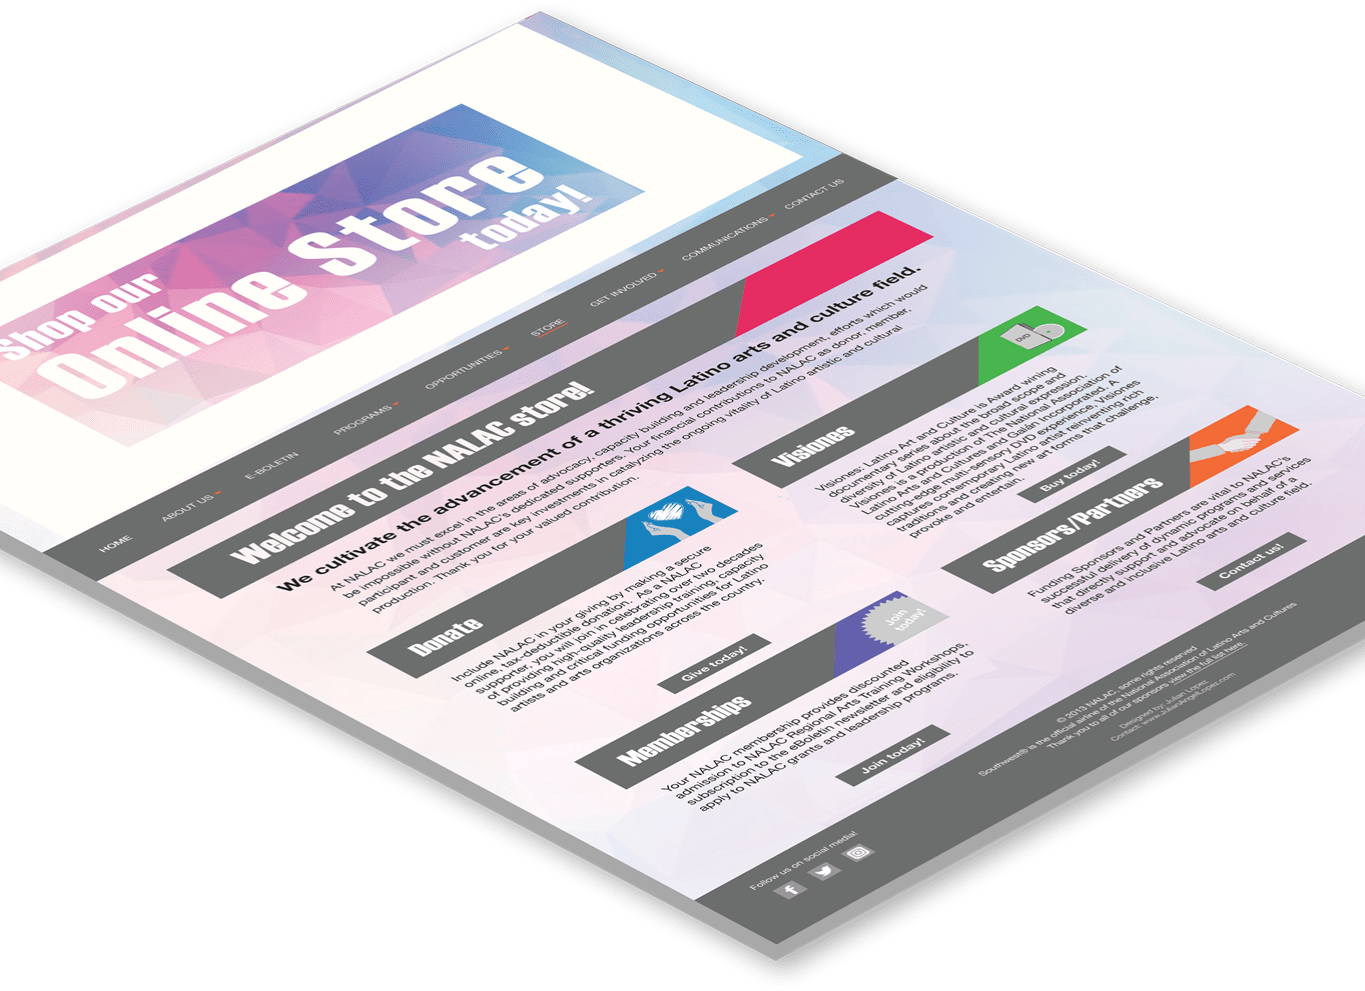 Shop our
Online Store
today!
HOME
ABOUT US
E-BOLETIN
PROGRAMS
OPPORTUNITIES
STORE
GET INVOLVED
COMMUNICATIONS
CONTACT US
Welcome to the NALAC store!
We cultivate the advancement of a thriving Latino arts and culture field.
At NALAC we must excel in the areas of advocacy, capacity building and leadership development, efforts which would
be impossible without NALAC's dedicated supporters. Your financial contributions to NALAC as donor, member,
participant and customer are key investments in catalyzing the ongoing vitality of Latino artistic and cultural
production. Thank you for your valued contribution.
Donate
Include NALAC in your giving by making a secure
online, tax-deductible donation. As a NALAC
supporter, you will join in celebrating over two decades
of providing high-quality leadership training, capacity
building and critical funding opportunities for Latino
artists and arts organizations across the country.
Give today!
Visiones
DVD
Visiones: Latino Art and Culture is Award wining
documentary series about the broad scope and
diversity of Latino artistic and cultural expression.
Visiones is a production of The National Association of
Latino Arts and Cultures and Galán Incorporated. A
cutting-edge multi-sensory DVD experience, Visiones
captures contemporary Latino artist reinventing rich
traditions and creating new art forms that challenge,
provoke and entertain.
Buy today!
Memberships
Join
today!
Your NALAC membership provides discounted
admission to NALAC Regional Arts Training Workshops,
subscription to the eBoletin newsletter and eligibility to
apply to NALAC grants and leadership programs.
Join today!
Sponsors/Partners
Funding Sponsors and Partners are vital to NALAC's
successful delivery of dynamic programs and services
that directly support and advocate on behalf of a
diverse and inclusive Latino arts and culture field.
Contact us!
Follow us on social media!
© 2013 NALAC, some rights reserved
Southwest® is the official airline of the National Association of Latino Arts and Cultures
Thank you to all of our sponsors view the full list here.
Designed by: Julian Lopez
Contact: www.JulianAngelLopez.com